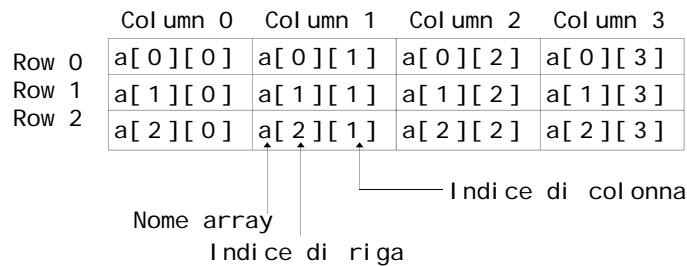 Column 0 Column 1 Column 2 Column 3
Row 0 a[0][0] a[0][1] a[0][2] a[0][3]
Row 1 a[1][0] a[1][1] a[1][2] a[1][3]
Row 2 a[2][0] a[2][1] a[2][2] a[2][3]
Indice di colonna
Nome array
Indice di riga